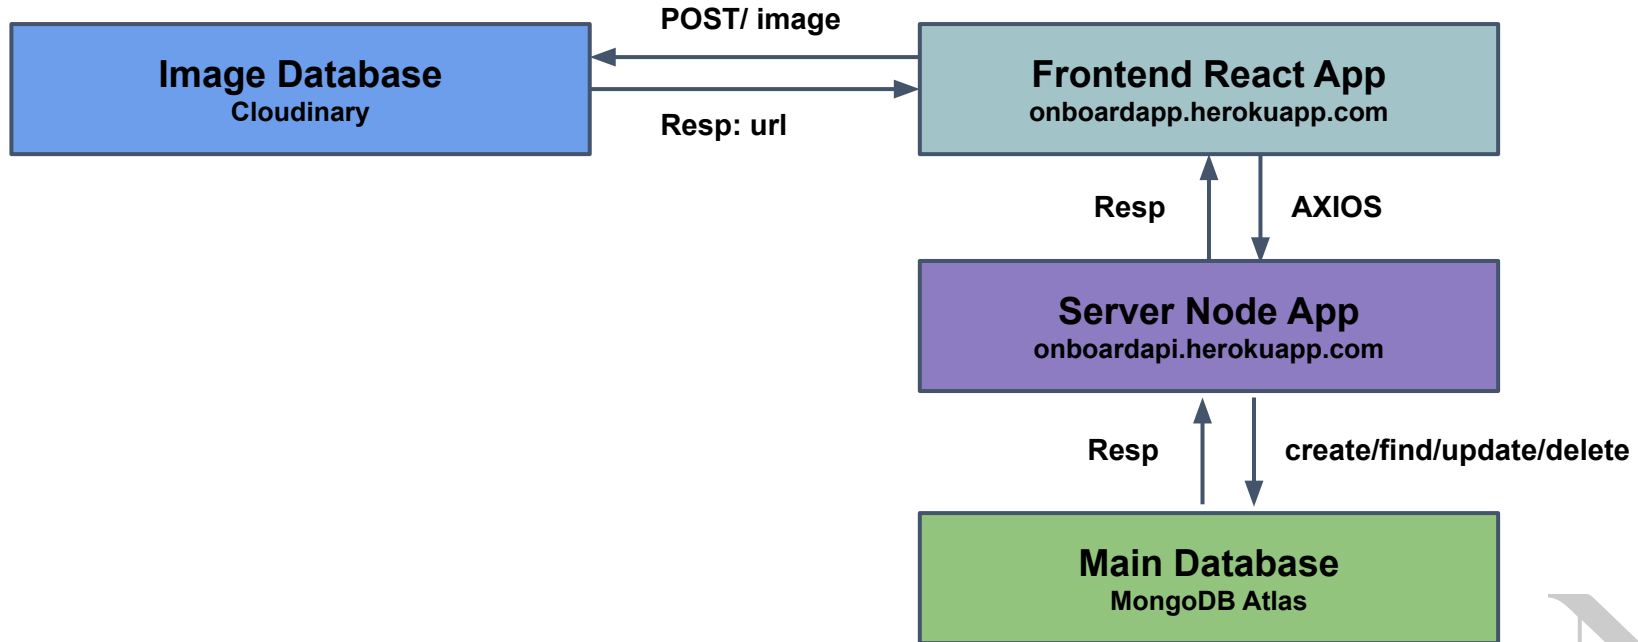 POST/ image
Image Database
Cloudinary
Resp: url
Frontend React App
onboardapp.herokuapp.com
Resp
AXIOS
Server Node App
onboardapi.herokuapp.com
Resp
create/find/update/delete
Main Database
MongoDB Atlas